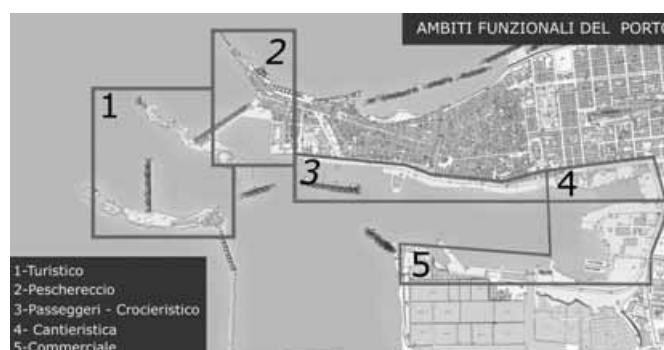 AMBITI FUNZIONALI DEL PORTO
1
2
3
4
5
1-Turistico
2-Peschereccio
3-Passeggeri - Crocieristico
4- Cantieristica
5-Commerciale